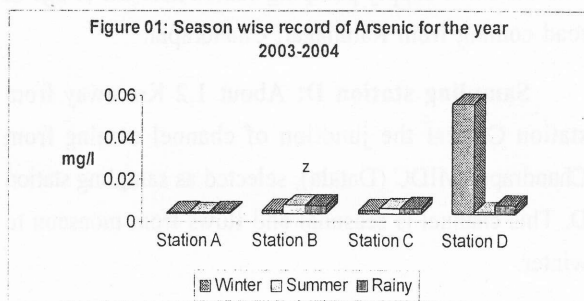 Figure 01: Season wise record of Arsenic for the year
2003-2004
0.06
0.04
0.02
0
mg/l
z
Station A Station B Station C Station D
Winter Summer Rainy